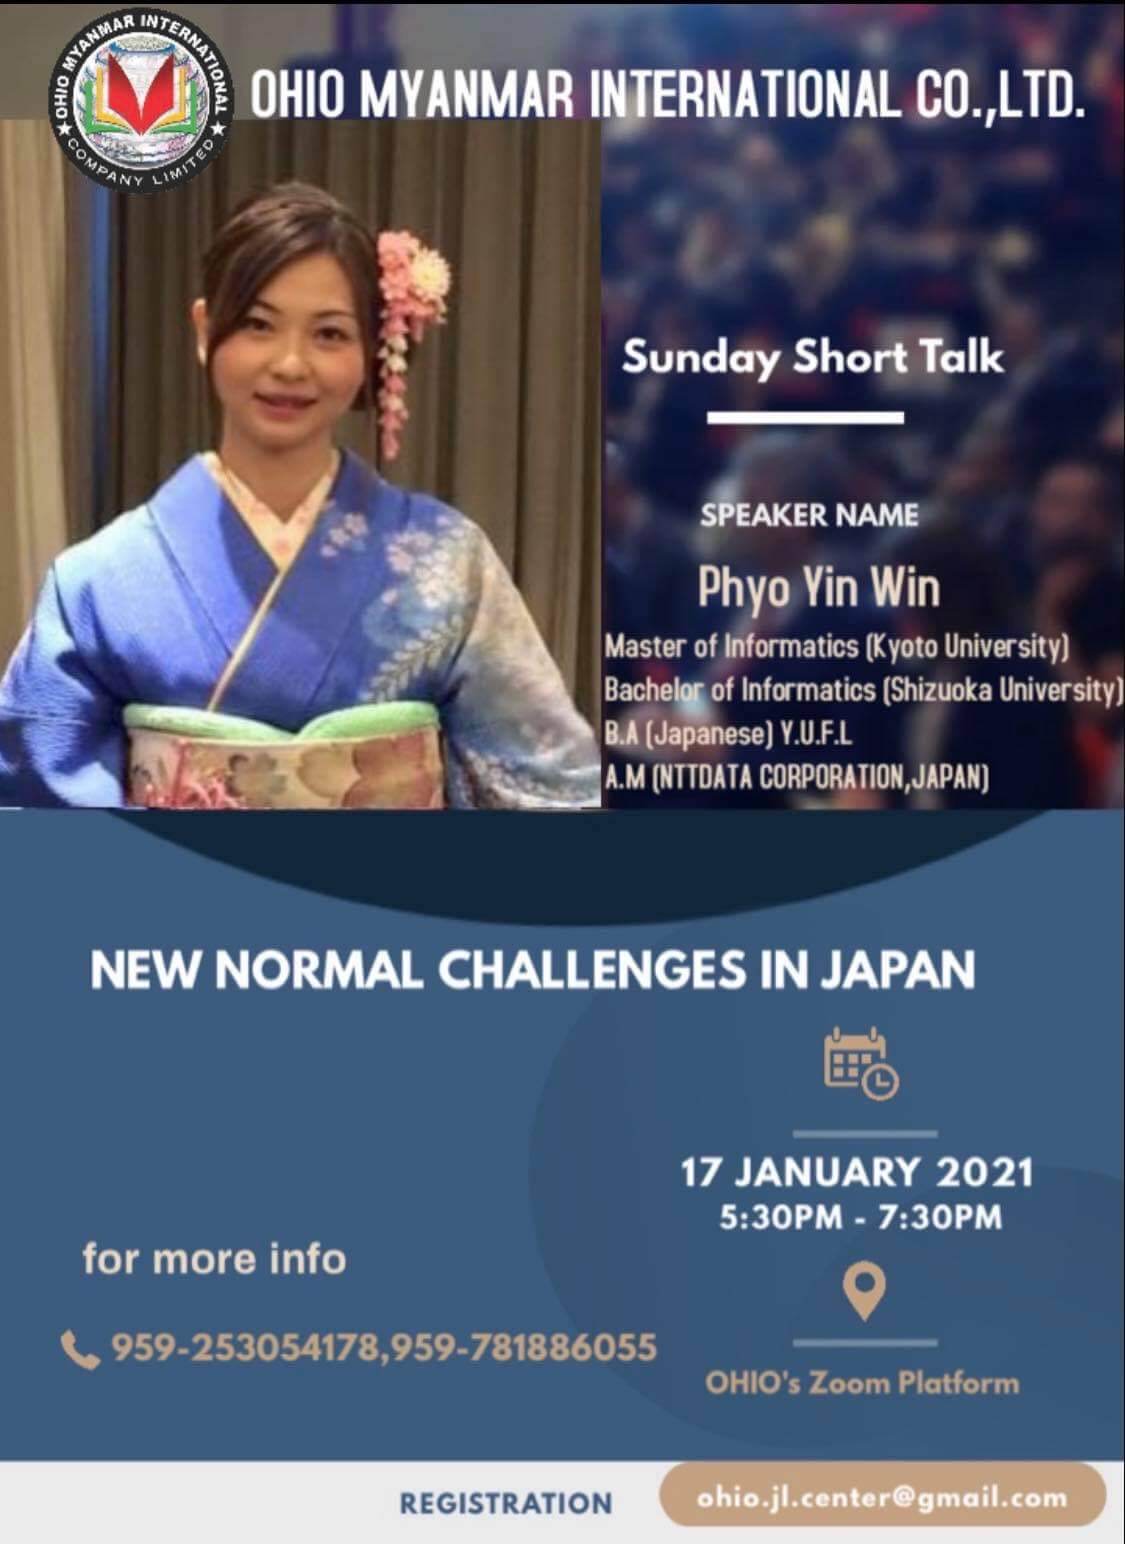 OHIO MYANMAR INTERNATIONAL
★ COMPANY LIMITED ★
OHIO MYANMAR INTERNATIONAL CO.,LTD.
Sunday Short Talk
SPEAKER NAME
Phyo Yin Win
Master of Informatics (Kyoto University)
Bachelor of Informatics (Shizuoka University)
B.A (Japanese) Y.U.F.L
A.M (NTTDATA CORPORATION,JAPAN)
NEW NORMAL CHALLENGES IN JAPAN
17 JANUARY 2021
5:30PM - 7:30PM
for more info
959-253054178,959-781886055
OHIO's Zoom Platform
REGISTRATION
ohio.jl.center@gmail.com